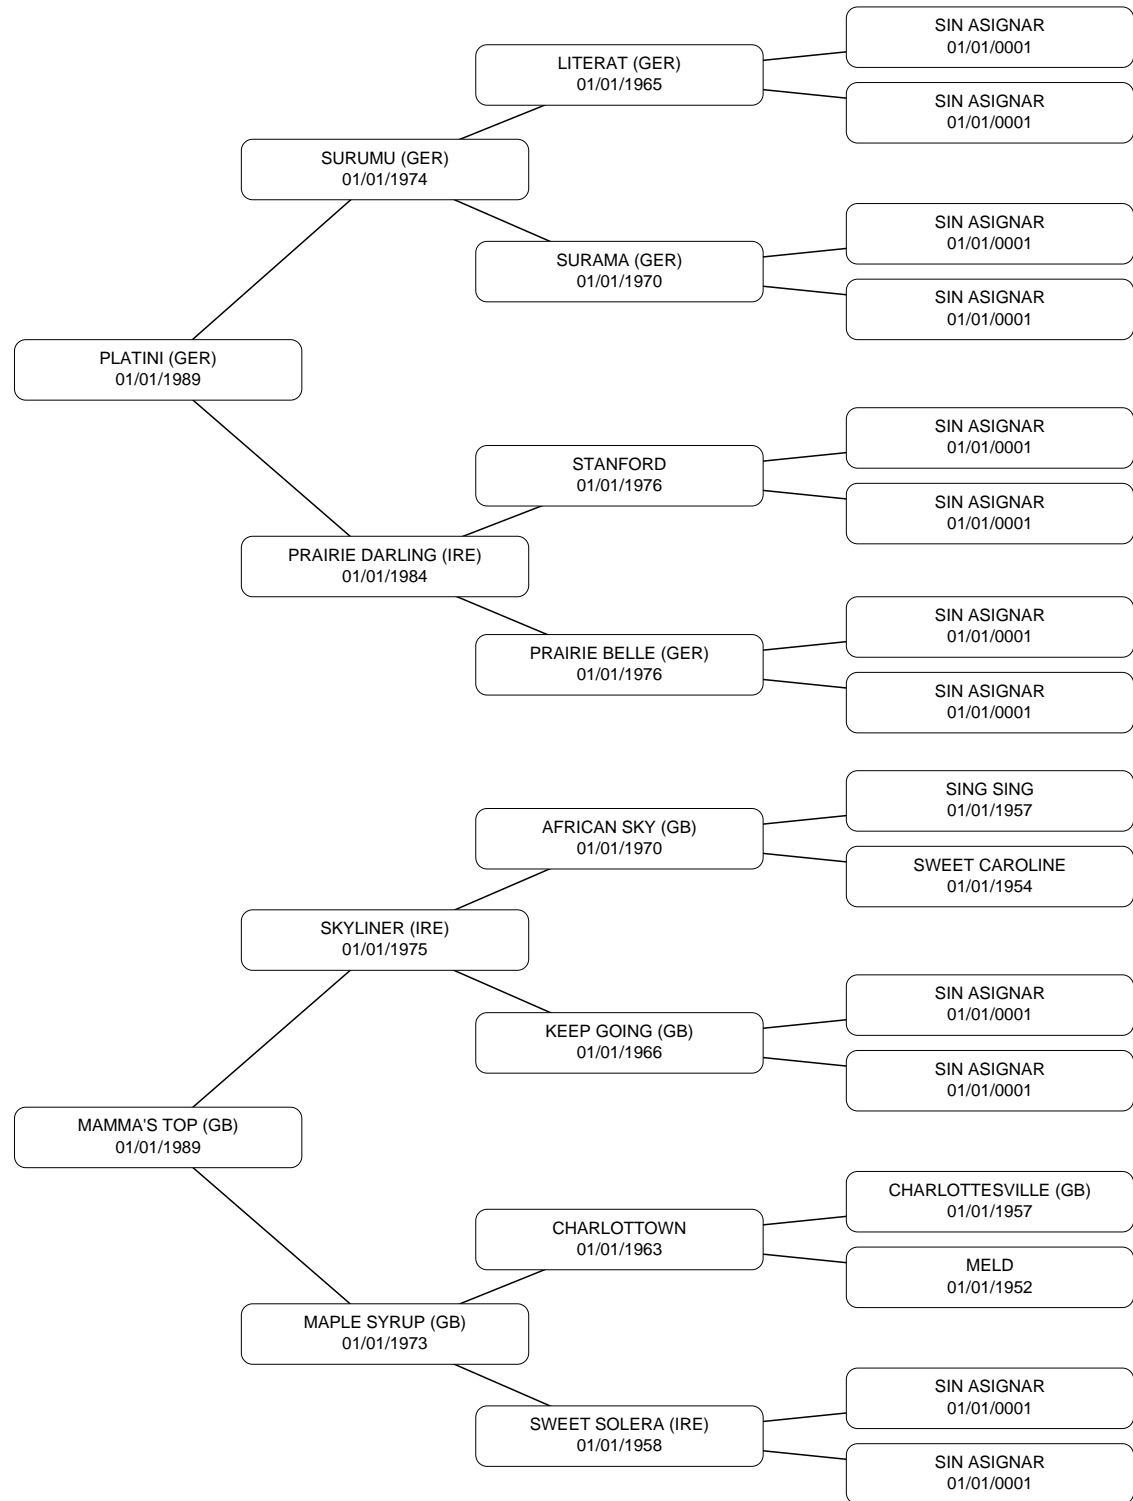 SIN ASIGNAR
01/01/0001
LITERAT (GER)
01/01/1965
SIN ASIGNAR
01/01/0001
SURUMU (GER)
01/01/1974
SIN ASIGNAR
01/01/0001
SURAMA (GER)
01/01/1970
SIN ASIGNAR
01/01/0001
PLATINI (GER)
01/01/1989
SIN ASIGNAR
01/01/0001
STANFORD
01/01/1976
SIN ASIGNAR
01/01/0001
PRAIRIE DARLING (IRE)
01/01/1984
SIN ASIGNAR
01/01/0001
PRAIRIE BELLE (GER)
01/01/1976
SIN ASIGNAR
01/01/0001
SING SING
01/01/1957
AFRICAN SKY (GB)
01/01/1970
SWEET CAROLINE
01/01/1954
SKYLINER (IRE)
01/01/1975
SIN ASIGNAR
01/01/0001
KEEP GOING (GB)
01/01/1966
SIN ASIGNAR
01/01/0001
MAMMA'S TOP (GB)
01/01/1989
CHARLOTTESVILLE (GB)
01/01/1957
CHARLOTTOWN
01/01/1963
MELD
01/01/1952
MAPLE SYRUP (GB)
01/01/1973
SIN ASIGNAR
01/01/0001
SWEET SOLERA (IRE)
01/01/1958
SIN ASIGNAR
01/01/0001